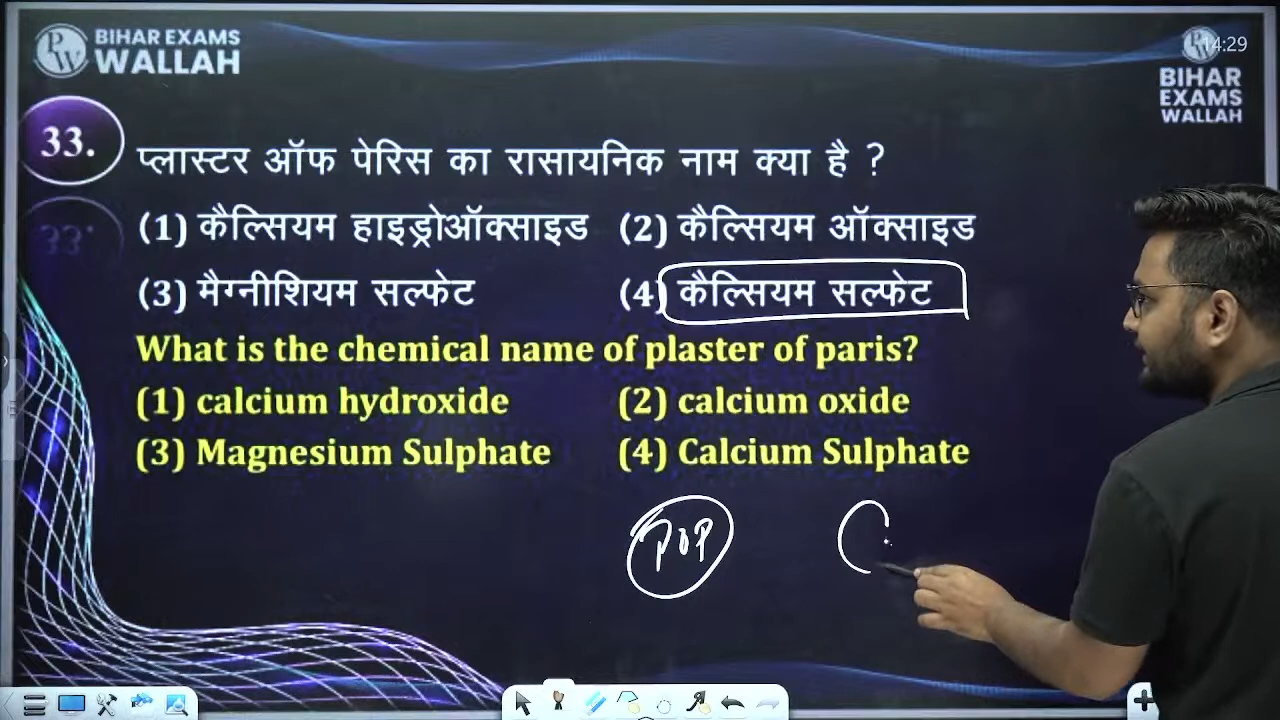 BIHAR EXAMS
WALLAH
14:29
BIHAR
EXAMS
WALLAH
33.
प्लास्टर ऑफ पेरिस का रासायनिक नाम क्या है ?
(1) कैल्सियम हाइड्रोऑक्साइड (2) कैल्सियम ऑक्साइड
(3) मैग्नीशियम सल्फेट (4) कैल्सियम सल्फेट
What is the chemical name of plaster of paris?
(1) calcium hydroxide (2) calcium oxide
(3) Magnesium Sulphate (4) Calcium Sulphate
POP C